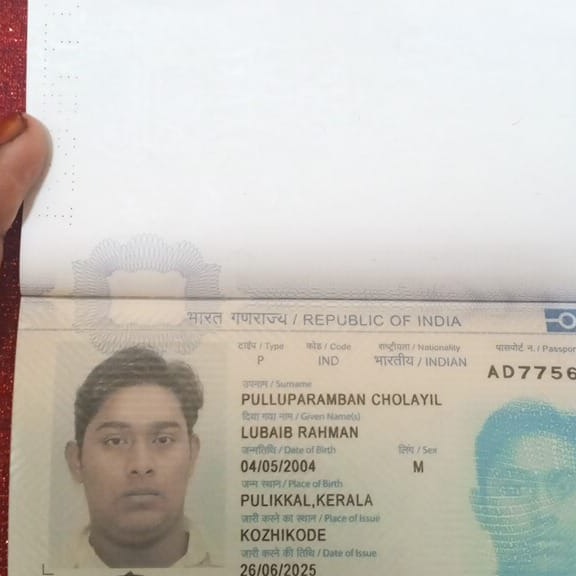 भारत गणराज्य / REPUBLIC OF INDIA
टाईप / Type कोड / Code राष्ट्रीयता / Nationality पासपोर्ट न. / Passpor
P IND भारतीय / INDIAN AD7756
उपनाम / Surname
PULLUPARAMBAN CHOLAYIL
दिया गया नाम / Given Name(s)
LUBAIB RAHMAN
जन्मतिथि / Date of Birth लिंग / Sex
04/05/2004 M
जन्म स्थान / Place of Birth
PULIKKAL,KERALA
जारी करने का स्थान / Place of Issue
KOZHIKODE
जारी करने की तिथि / Date of Issue
26/06/2025